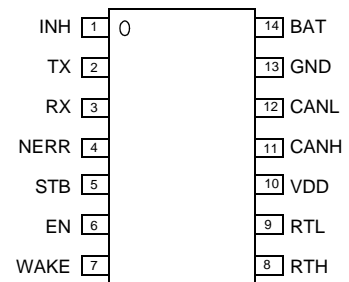 INH 1 14 BAT
TX 2 13 GND
RX 3 12 CANL
NERR 4 11 CANH
STB 5 10 VDD
EN 6 9 RTL
WAKE 7 8 RTH